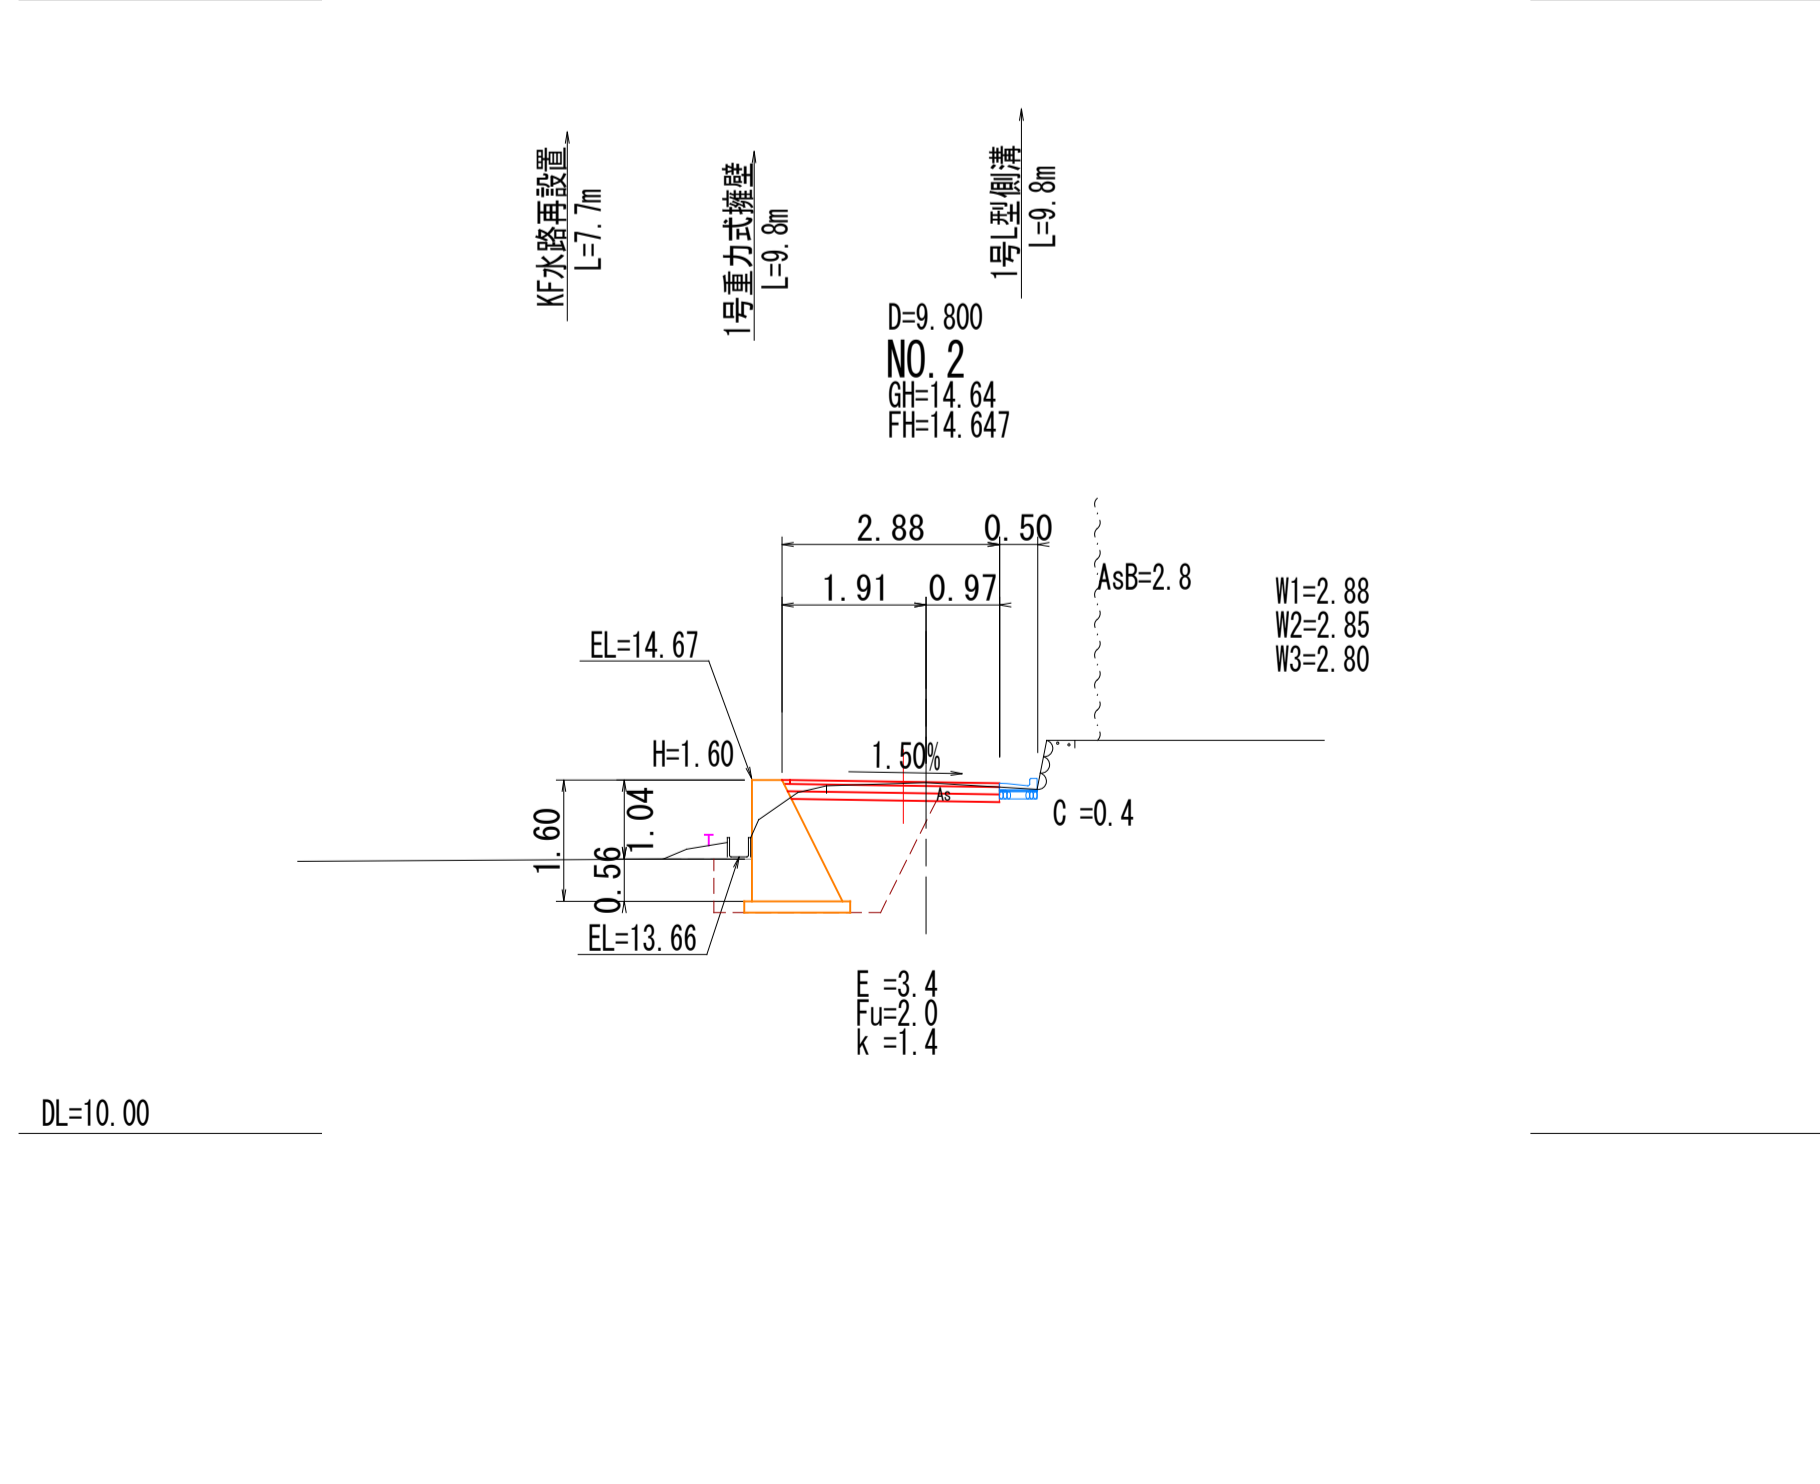 KF水路再設置
L=7.7m
1号重力式擁壁
L=9.8m
1号L型側溝
L=9.8m
D=9.800
NO.2
GH=14.64
FH=14.647
2.88
0.50
1.91
0.97
AsB=2.8
W1=2.88
W2=2.85
W3=2.80
EL=14.67
H=1.60
1.50%
As
C =0.4
1.60
1.04
0.56
T
EL=13.66
E =3.4
Fu=2.0
k =1.4
DL=10.00